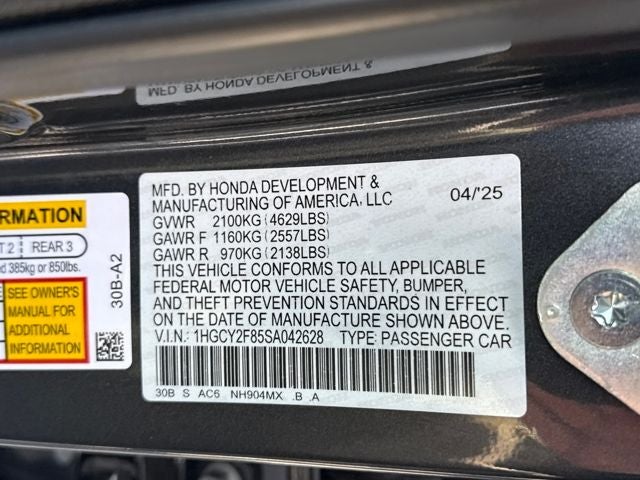 MFD. BY HONDA DEVELOPMENT &
MFD. BY HONDA DEVELOPMENT &
MANUFACTURING OF AMERICA, LLC
04/'25
GVWR 2100KG(4629LBS)
GAWR F 1160KG(2557LBS)
GAWR R 970KG(2138LBS)
THIS VEHICLE CONFORMS TO ALL APPLICABLE
FEDERAL MOTOR VEHICLE SAFETY, BUMPER,
AND THEFT PREVENTION STANDARDS IN EFFECT
ON THE DATE OF MANUFACTURE SHOWN ABOVE.
V.I.N.: 1HGCY2F85SA042628 TYPE: PASSENGER CAR
30B S AC6 NH904MX .B .A
RMATION
T 2 REAR 3
d 385kg or 850lbs.
SEE OWNER'S
MANUAL FOR
ADDITIONAL
INFORMATION
30B-A2